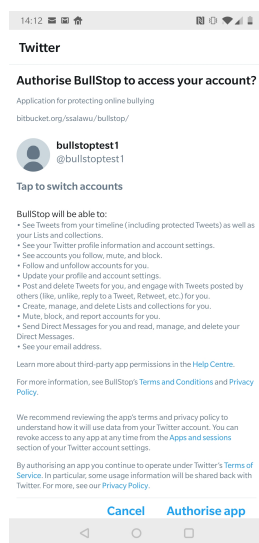 14:12
Twitter
Authorise BullStop to access your account?
Application for protecting online bullying
bitbucket.org/ssalawu/bullstop/
bullstoptest1
@bullstoptest1
Tap to switch accounts
BullStop will be able to:
• See Tweets from your timeline (including protected Tweets) as well as
your Lists and collections.
• See your Twitter profile information and account settings.
• See accounts you follow, mute, and block.
• Follow and unfollow accounts for you.
• Update your profile and account settings.
• Post and delete Tweets for you, and engage with Tweets posted by
others (like, unlike, reply to a Tweet, Retweet, etc.) for you.
• Create, manage, and delete Lists and collections for you.
• Mute, block, and report accounts for you.
• Send Direct Messages for you and read, manage, and delete your
Direct Messages.
• See your email address.
Learn more about third-party app permissions in the Help Centre.
For more information, see BullStop's Terms and Conditions and Privacy
Policy.
We recommend reviewing the app's terms and privacy policy to
understand how it will use data from your Twitter account. You can
revoke access to any app at any time from the Apps and sessions
section of your Twitter account settings.
By authorising an app you continue to operate under Twitter's Terms of
Service. In particular, some usage information will be shared back with
Twitter. For more, see our Privacy Policy.
Cancel Authorise app